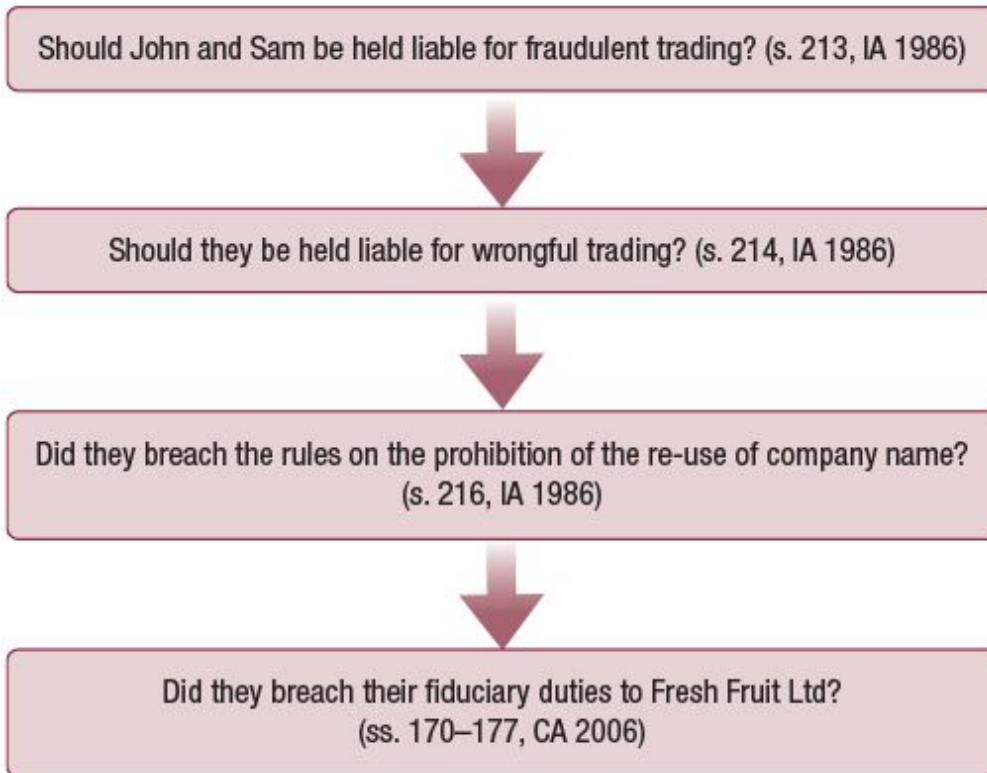 Should John and Sam be held liable for fraudulent trading? (s. 213, IA 1986)
Should they be held liable for wrongful trading? (s. 214, IA 1986)
Did they breach the rules on the prohibition of the re-use of company name?
(s. 216, IA 1986)
Did they breach their fiduciary duties to Fresh Fruit Ltd?
(ss. 170–177, CA 2006)